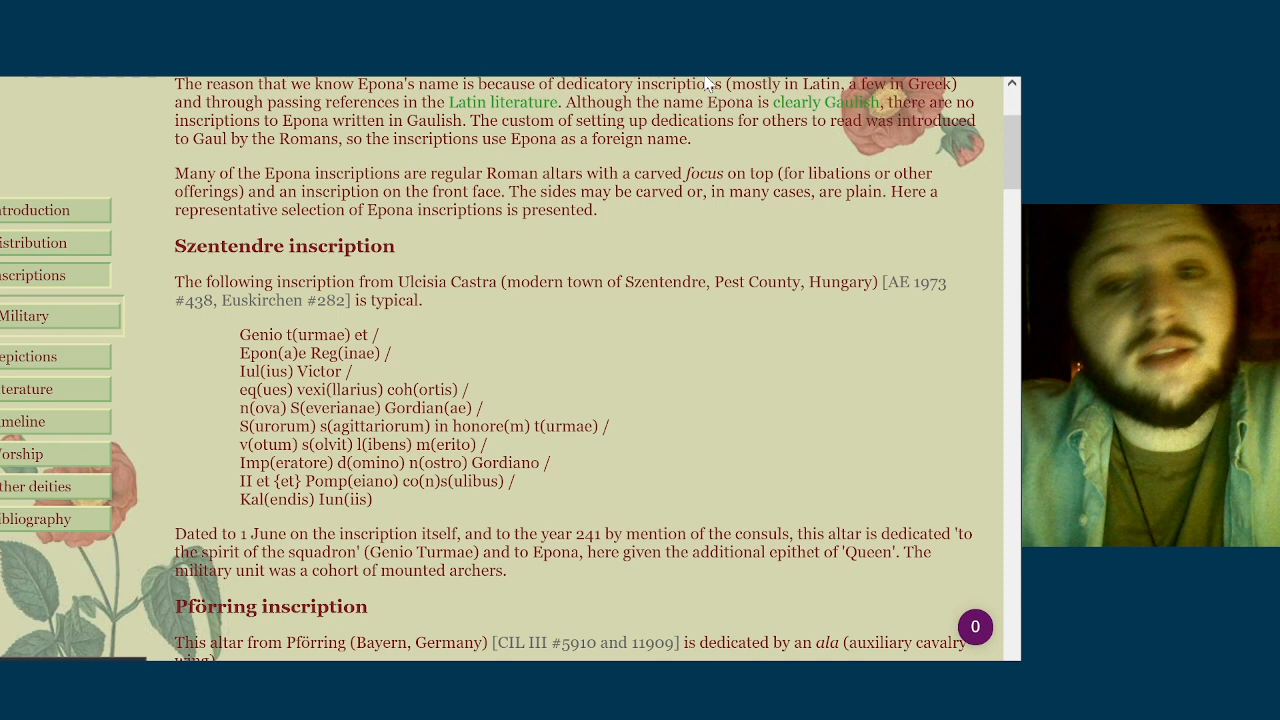 The reason that we know Epona's name is because of dedicatory inscriptions (mostly in Latin, a few in Greek)
and through passing references in the Latin literature. Although the name Epona is clearly Gaulish, there are no
inscriptions to Epona written in Gaulish. The custom of setting up dedications for others to read was introduced
to Gaul by the Romans, so the inscriptions use Epona as a foreign name.
Many of the Epona inscriptions are regular Roman altars with a carved focus on top (for libations or other
offerings) and an inscription on the front face. The sides may be carved or, in many cases, are plain. Here a
representative selection of Epona inscriptions is presented.
Szentendre inscription
The following inscription from Ulcisia Castra (modern town of Szentendre, Pest County, Hungary) [AE 1973
#438, Euskirchen #282] is typical.
Genio t(urmae) et /
Epon(a)e Reg(inae) /
Iul(ius) Victor /
eq(ues) vexi(llarius) coh(ortis) /
n(ova) S(everianae) Gordian(ae) /
S(urorum) s(agittariorum) in honore(m) t(urmae) /
v(otum) s(olvit) l(ibens) m(erito) /
Imp(eratore) d(omino) n(ostro) Gordiano /
II et {et} Pomp(eiano) co(n)s(ulibus) /
Kal(endis) Iun(iis)
Dated to 1 June on the inscription itself, and to the year 241 by mention of the consuls, this altar is dedicated 'to
the spirit of the squadron' (Genio Turmae) and to Epona, here given the additional epithet of 'Queen'. The
military unit was a cohort of mounted archers.
Pförring inscription
This altar from Pförring (Bayern, Germany) [CIL III #5910 and 11909] is dedicated by an ala (auxiliary cavalry
wing)
ntroduction
istribution
scriptions
Military
epictions
terature
meline
orship
ther deities
ibliography
0